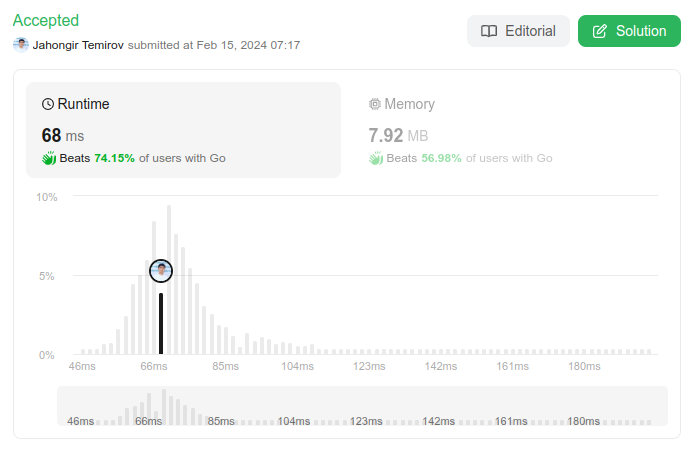 Accepted
Jahongir Temirov submitted at Feb 15, 2024 07:17
Editorial
Solution
Runtime
68 ms
Beats 74.15% of users with Go
Memory
7.92 MB
Beats 56.98% of users with Go
10%
5%
0%
46ms 66ms 85ms 104ms 123ms 142ms 161ms 180ms
46ms 66ms 85ms 104ms 123ms 142ms 161ms 180ms